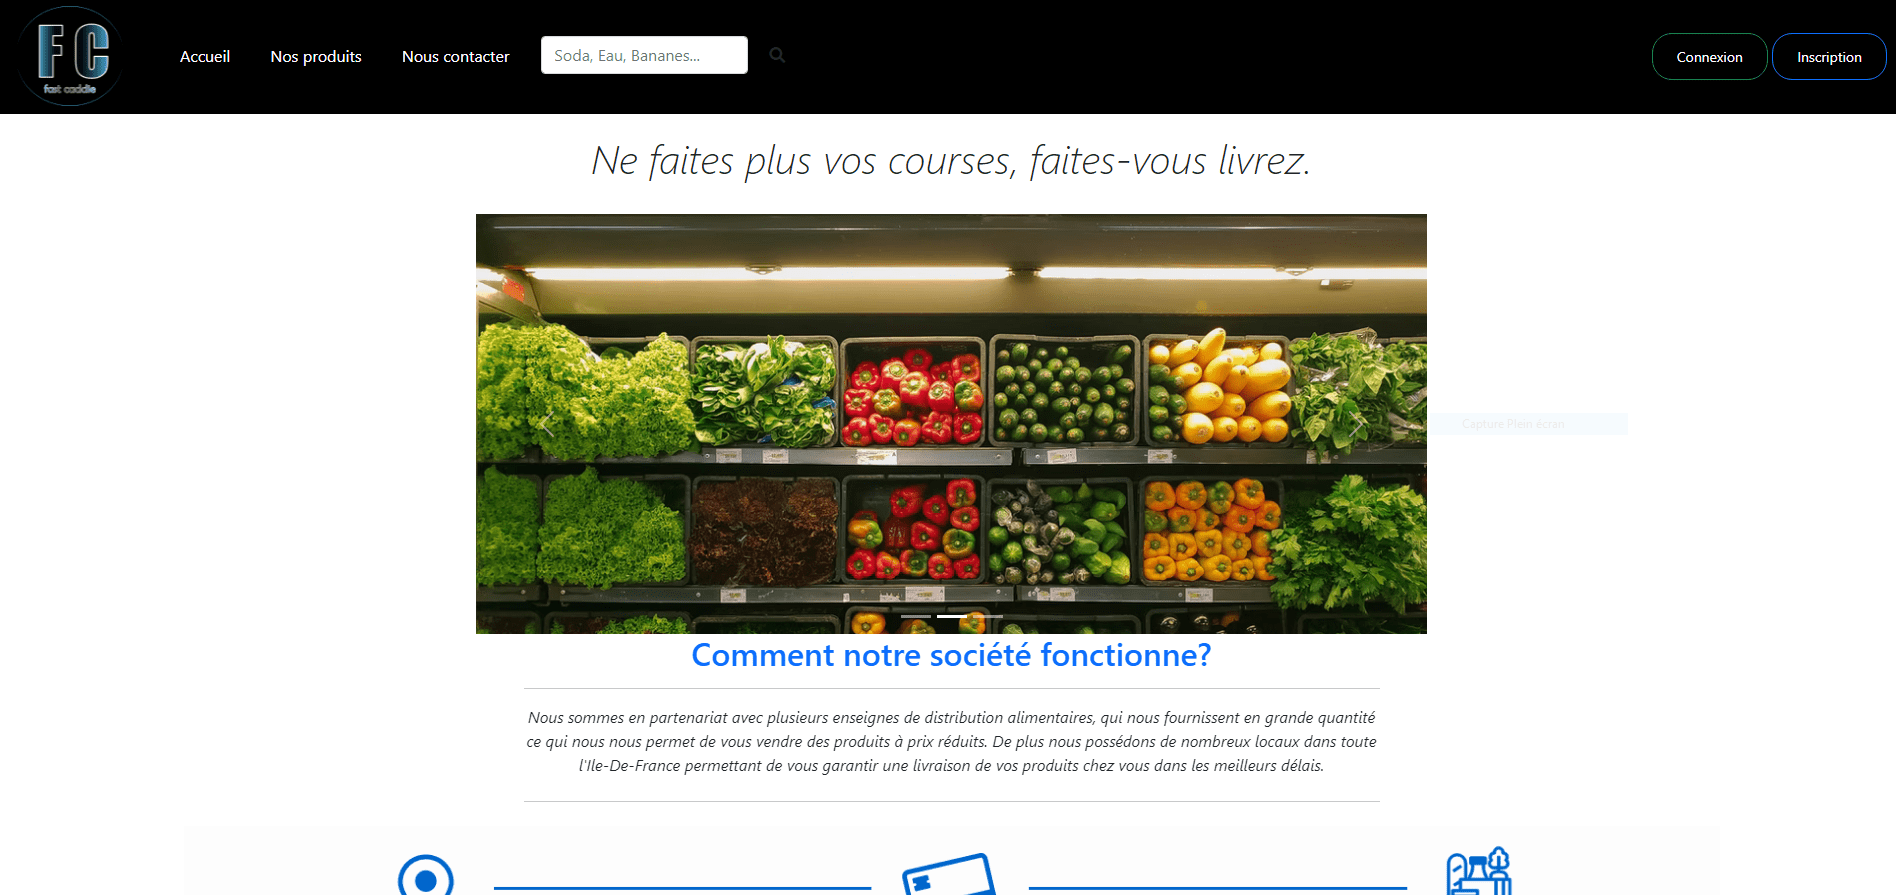 FC
fast caddie
Accueil
Nos produits
Nous contacter
Soda, Eau, Bananes...
Connexion
Inscription
Ne faites plus vos courses, faites-vous livrez.
Capture Plein écran
Comment notre société fonctionne?
Nous sommes en partenariat avec plusieurs enseignes de distribution alimentaires, qui nous fournissent en grande quantité
ce qui nous nous permet de vous vendre des produits à prix réduits. De plus nous possédons de nombreux locaux dans toute
l'Ile-De-France permettant de vous garantir une livraison de vos produits chez vous dans les meilleurs délais.